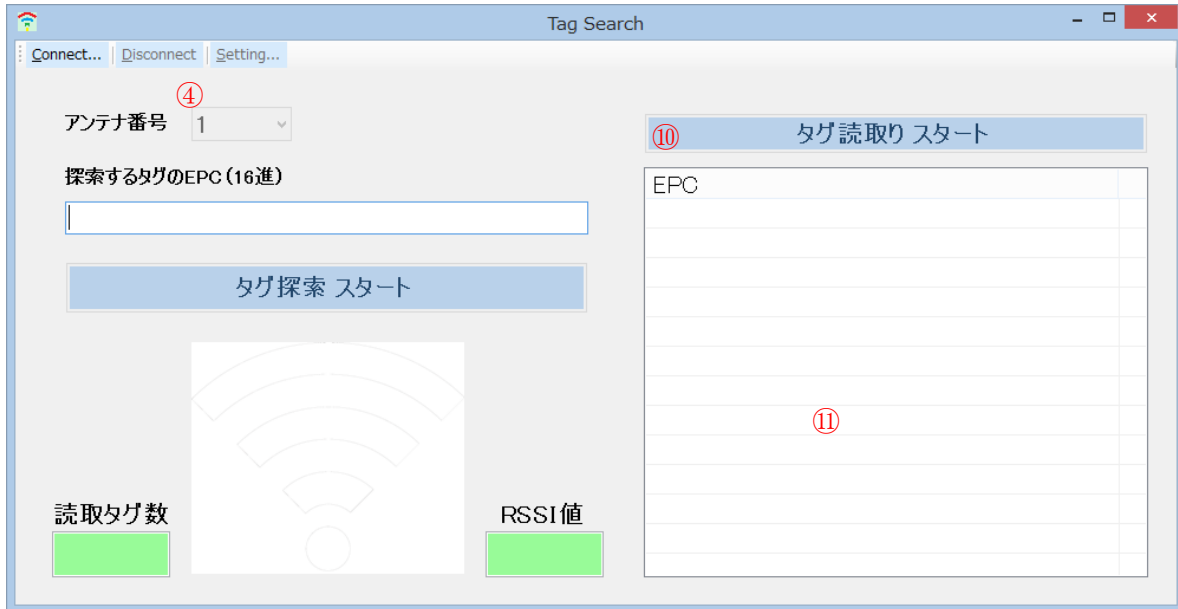 Tag Search
Connect... Disconnect Setting...
④
アンテナ番号 1
探索するタグのEPC(16進)
タグ探索 スタート
読取タグ数
RSSI値
⑩ タグ読取り スタート
EPC
⑪